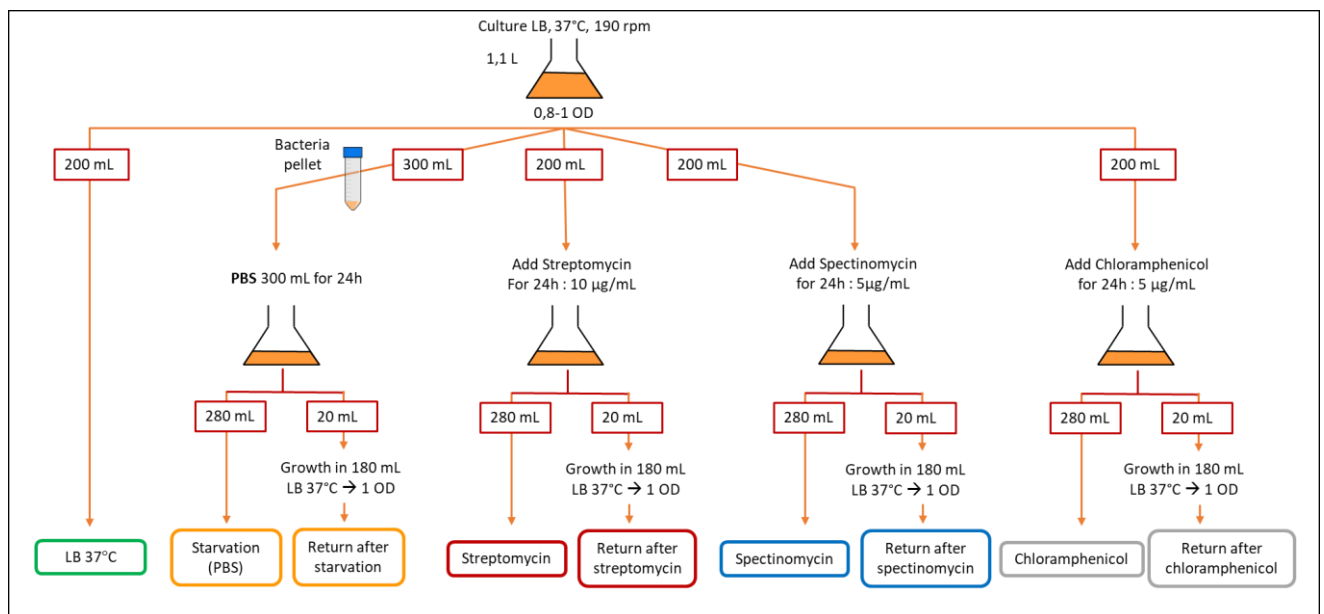 Culture LB, 37°C, 190 rpm
1,1 L
0,8-1 OD
Bacteria
pellet
200 mL
300 mL
200 mL
200 mL
200 mL
PBS 300 mL for 24h
Add Streptomycin
For 24h : 10 µg/mL
Add Spectinomycin
for 24h : 5µg/mL
Add Chloramphenicol
for 24h : 5 µg/mL
280 mL
20 mL
280 mL
20 mL
280 mL
20 mL
280 mL
20 mL
Growth in 180 mL
LB 37°C → 1 OD
Growth in 180 mL
LB 37°C → 1 OD
Growth in 180 mL
LB 37°C → 1 OD
Growth in 180 mL
LB 37°C → 1 OD
LB 37°C
Starvation
(PBS)
Return after
starvation
Streptomycin
Return after
streptomycin
Spectinomycin
Return after
spectinomycin
Chloramphenicol
Return after
chloramphenicol